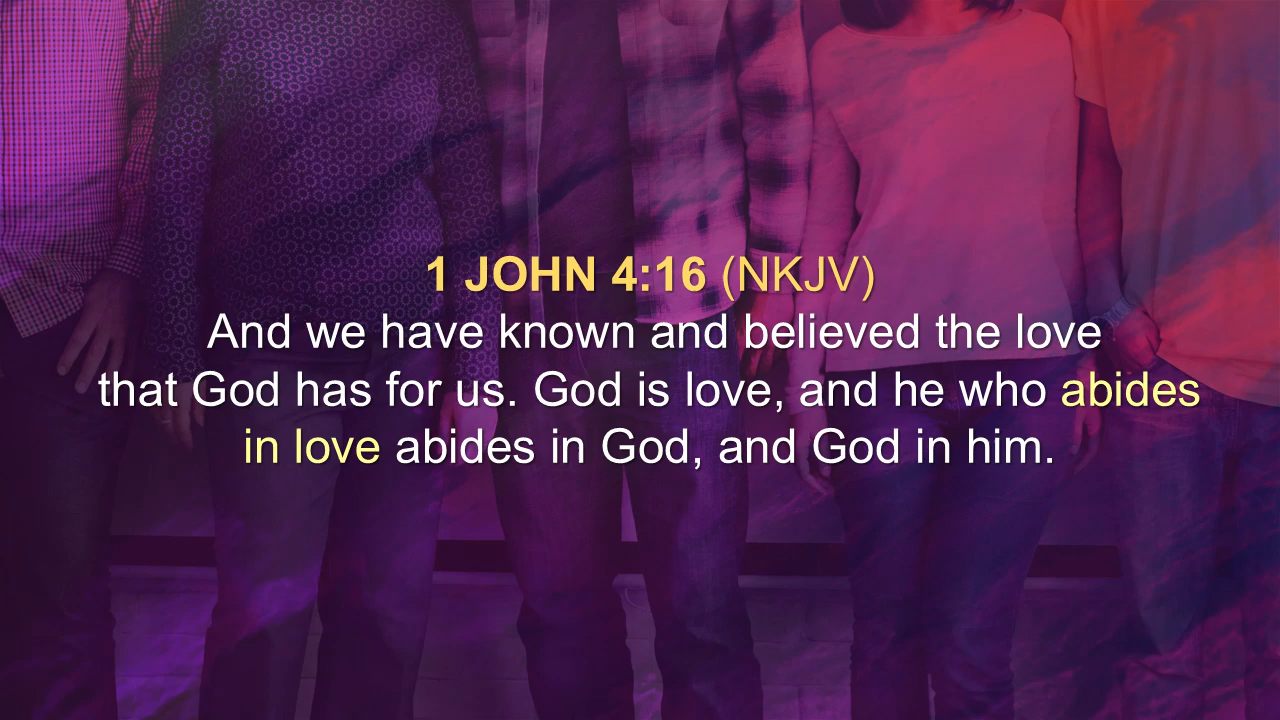 1 JOHN 4:16 (NKJV)
And we have known and believed the love
that God has for us. God is love, and he who abides
in love abides in God, and God in him.